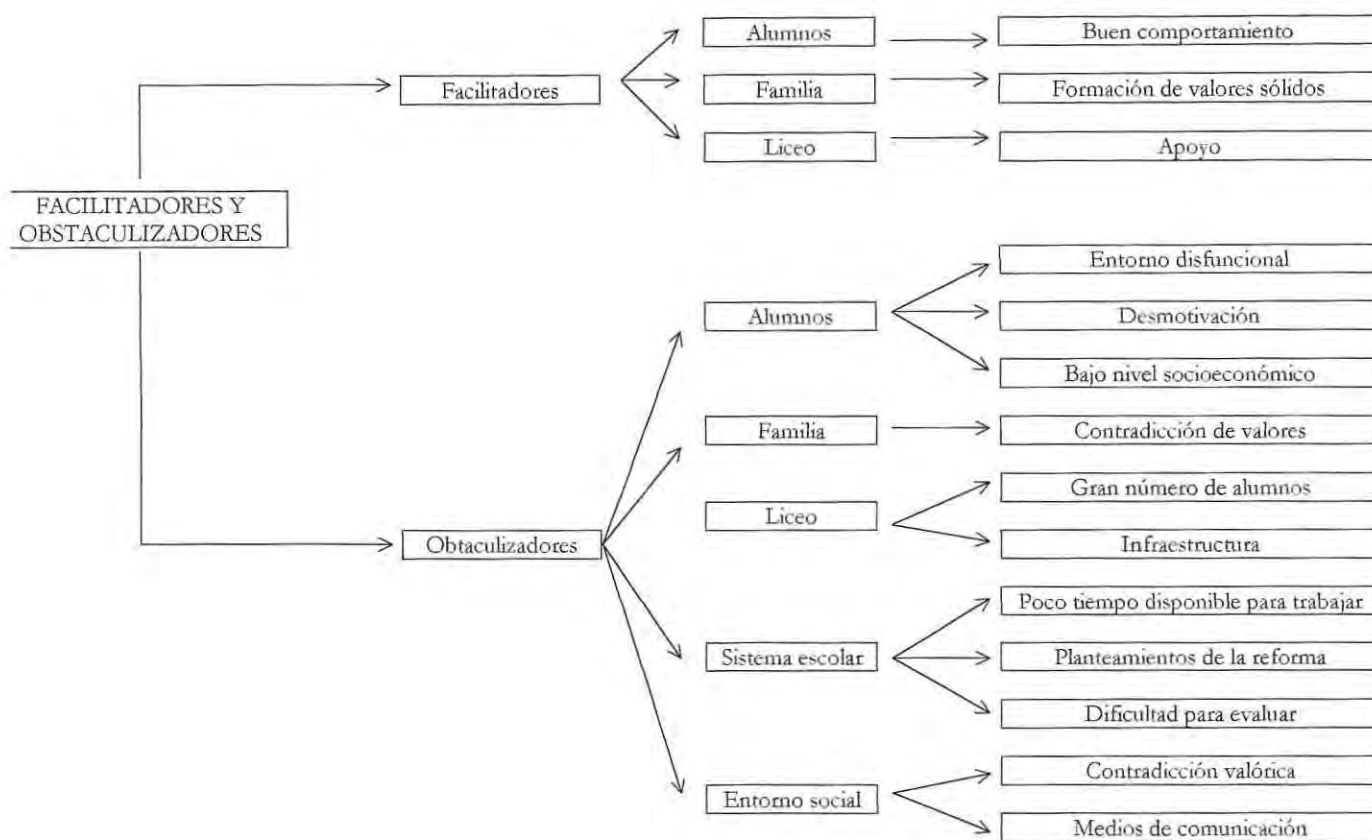 Alumnos
Buen comportamiento
Facilitadores
Familia
Formación de valores sólidos
Liceo
Apoyo
FACILITADORES Y
OBSTACULIZADORES
Alumnos
Entorno disfuncional
Desmotivación
Bajo nivel socioeconómico
Familia
Contradicción de valores
Obtaculizadores
Liceo
Gran número de alumnos
Infraestructura
Sistema escolar
Poco tiempo disponible para trabajar
Planteamientos de la reforma
Dificultad para evaluar
Entorno social
Contradicción valórica
Medios de comunicación